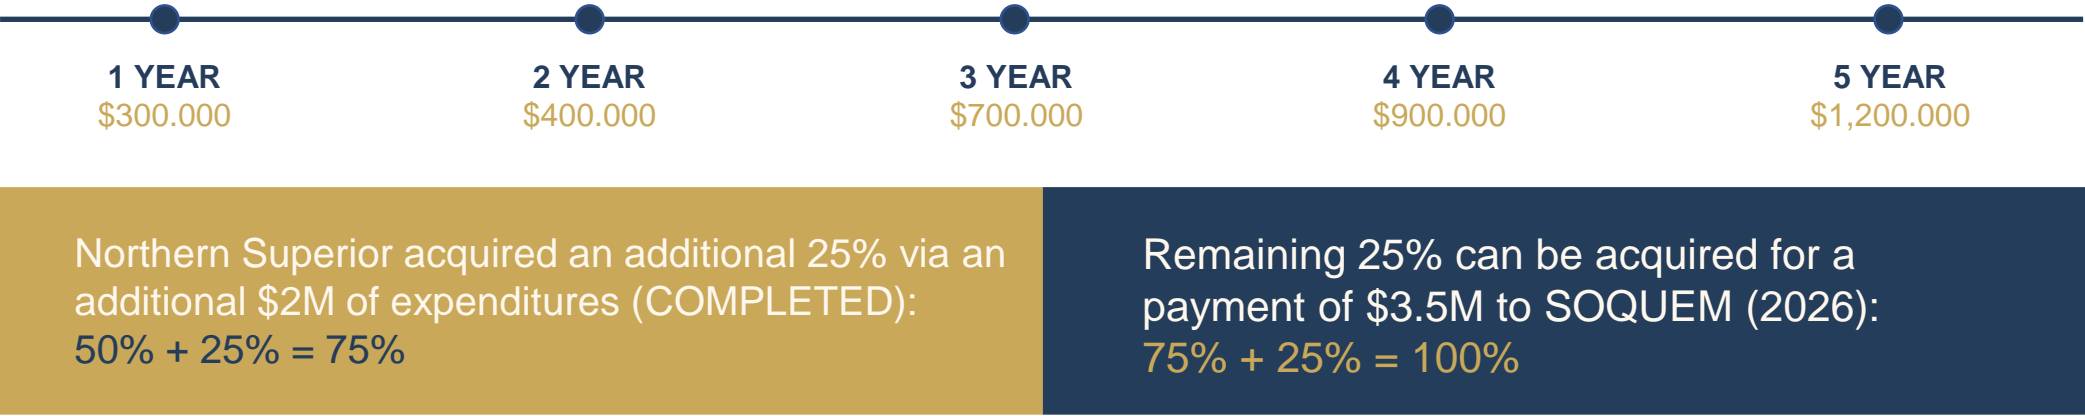 1 YEAR
$300.000
2 YEAR
$400.000
3 YEAR
$700.000
4 YEAR
$900.000
5 YEAR
$1,200.000
Northern Superior acquired an additional 25% via an
additional $2M of expenditures (COMPLETED):
50% + 25% = 75%
Remaining 25% can be acquired for a
payment of $3.5M to SOQUEM (2026):
75% + 25% = 100%